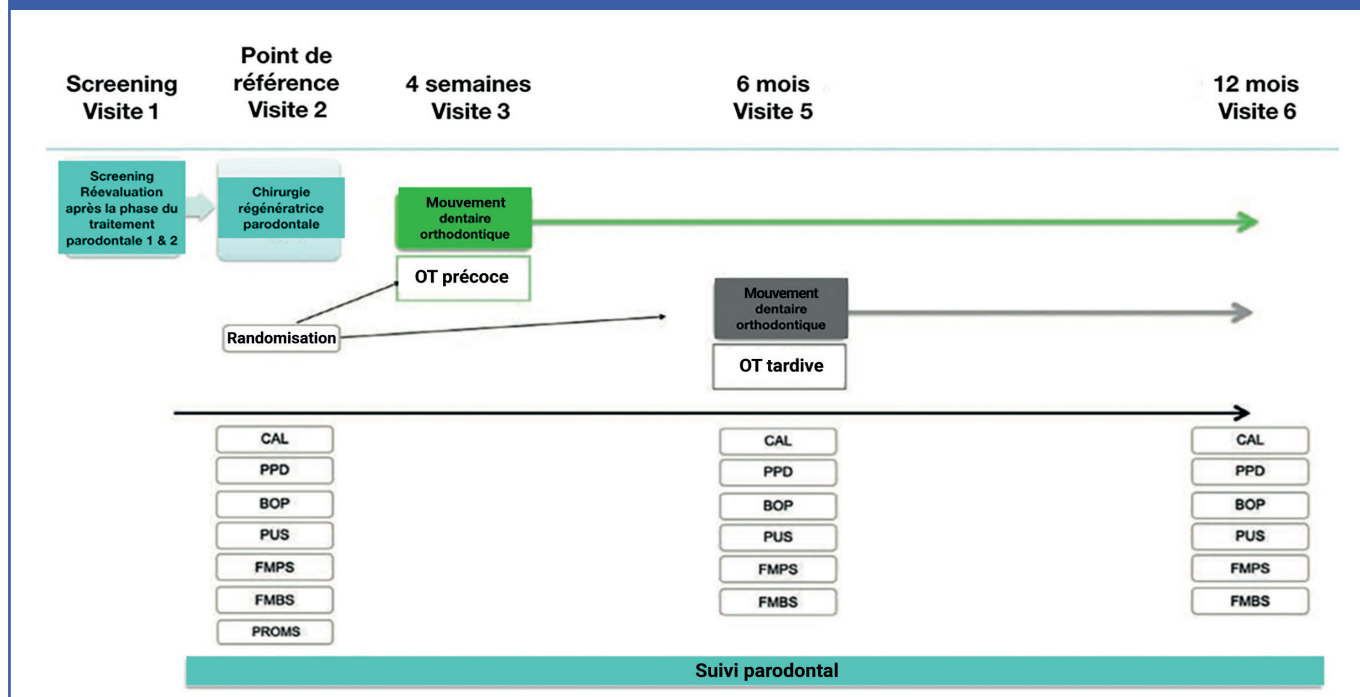 Screening
Visite 1
Point de
référence
Visite 2
4 semaines
Visite 3
6 mois
Visite 5
12 mois
Visite 6
Screening
Réevaluation
après la phase du
traitement
parodontale 1 & 2
Chirurgie
régénératrice
parodontale
Mouvement
dentaire
orthodontique
OT précoce
Randomisation
Mouvement
dentaire
orthodontique
OT tardive
CAL
PPD
BOP
PUS
FMPS
FMBS
PROMS
CAL
PPD
BOP
PUS
FMPS
FMBS
CAL
PPD
BOP
PUS
FMPS
FMBS
Suivi parodontal